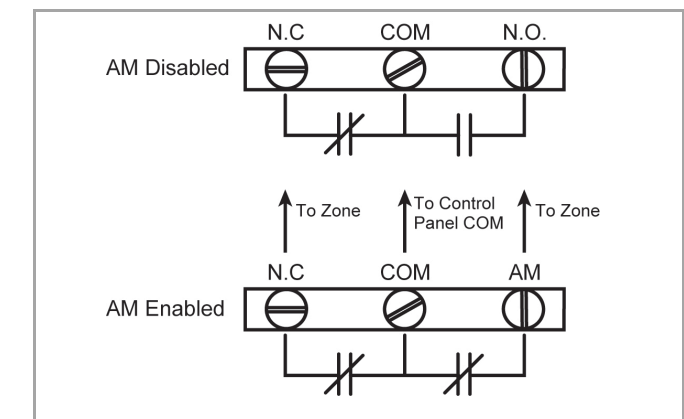 N.C COM N.O.
AM Disabled
To Zone To Control Panel COM To Zone
N.C COM AM
AM Enabled